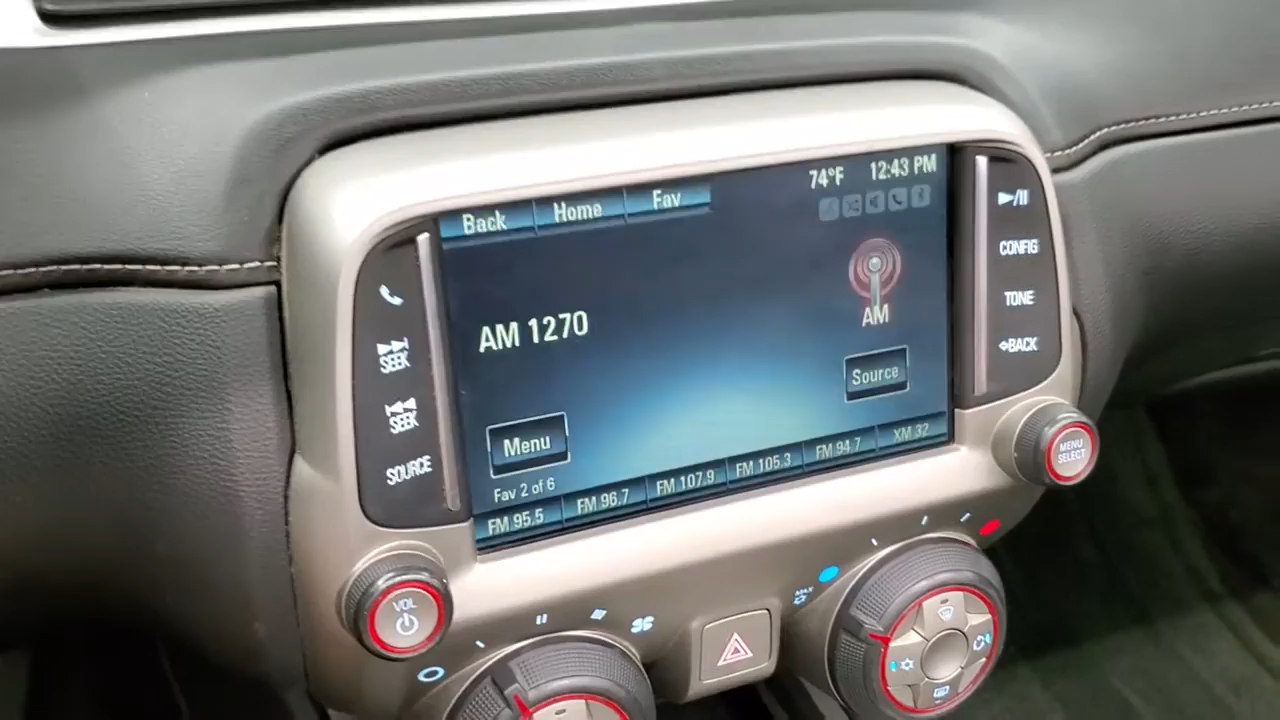 74°F 12:43 PM
Back Home Fav
AM 1270
AM
Source
Menu
Fav 2 of 6
FM 95.5 FM 96.7 FM 107.9 FM 105.3 FM 94.7 XM 32
SEEK
SEEK
SOURCE
CONFIG
TONE
BACK
MENU
SELECT
VOL
MAX